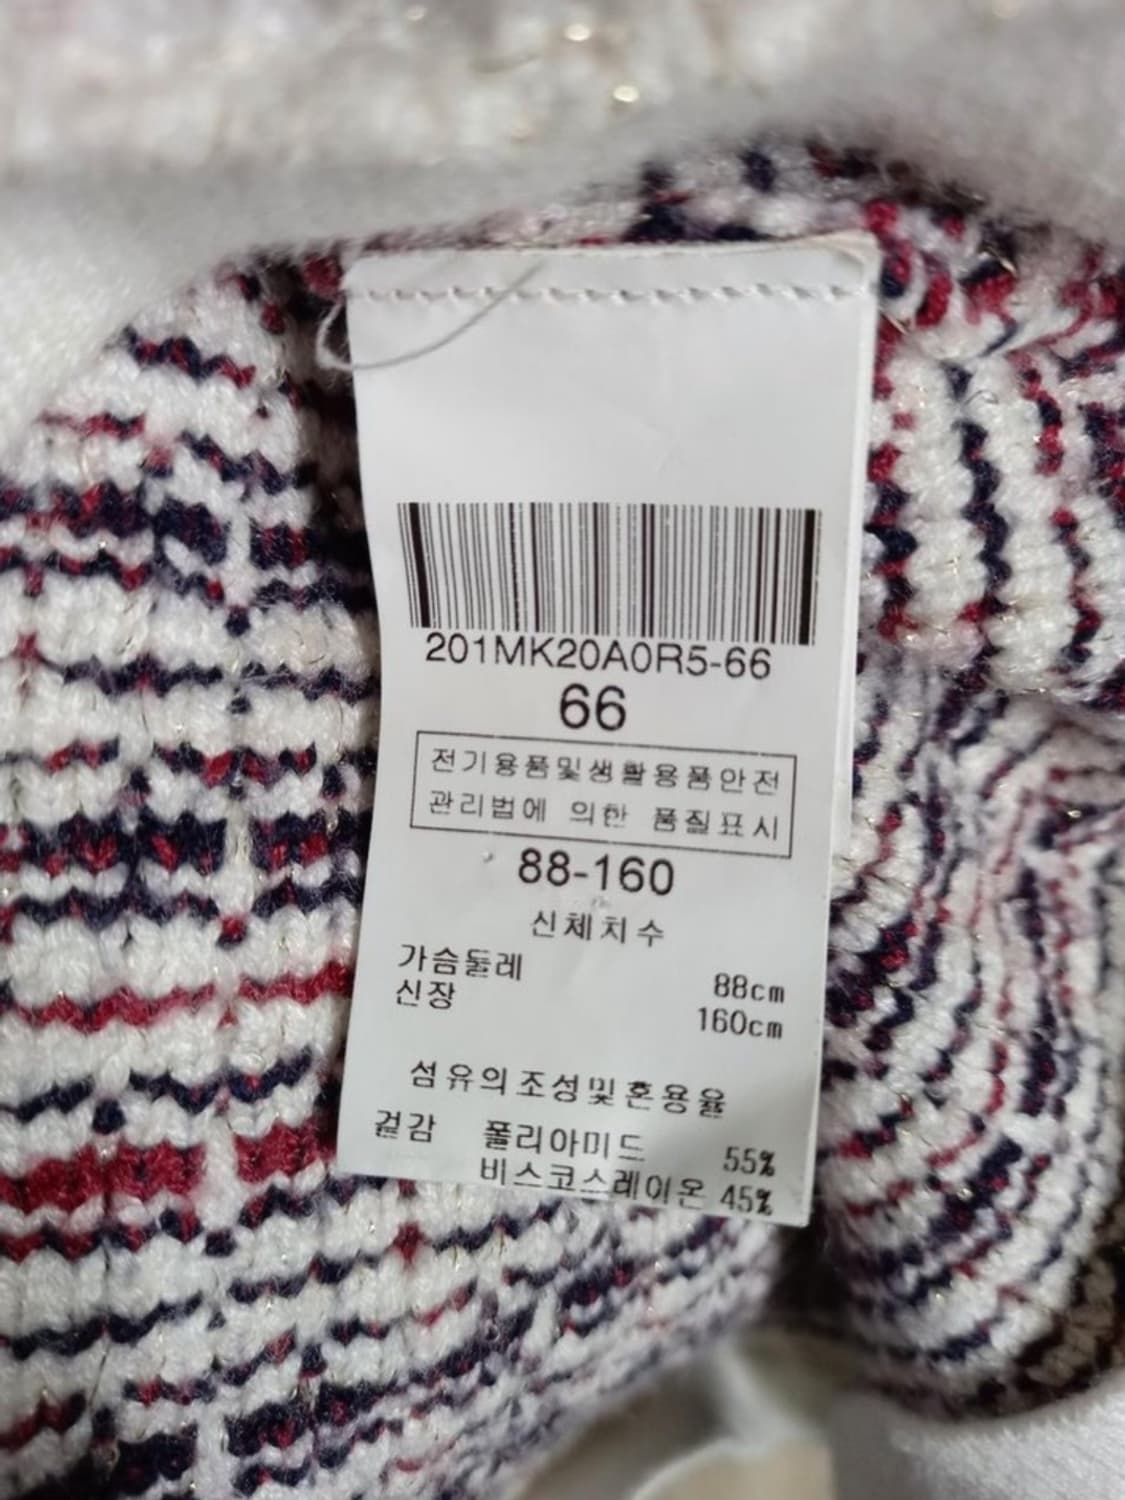 201MK20A0R5-66
66
전기용품및생활용품안전
관리법에 의한 품질표시
88-160
신체치수
가슴둘레 88cm
신장 160cm
섬유의조성및혼용율
겉감 폴리아미드 55%
비스코스레이온 45%